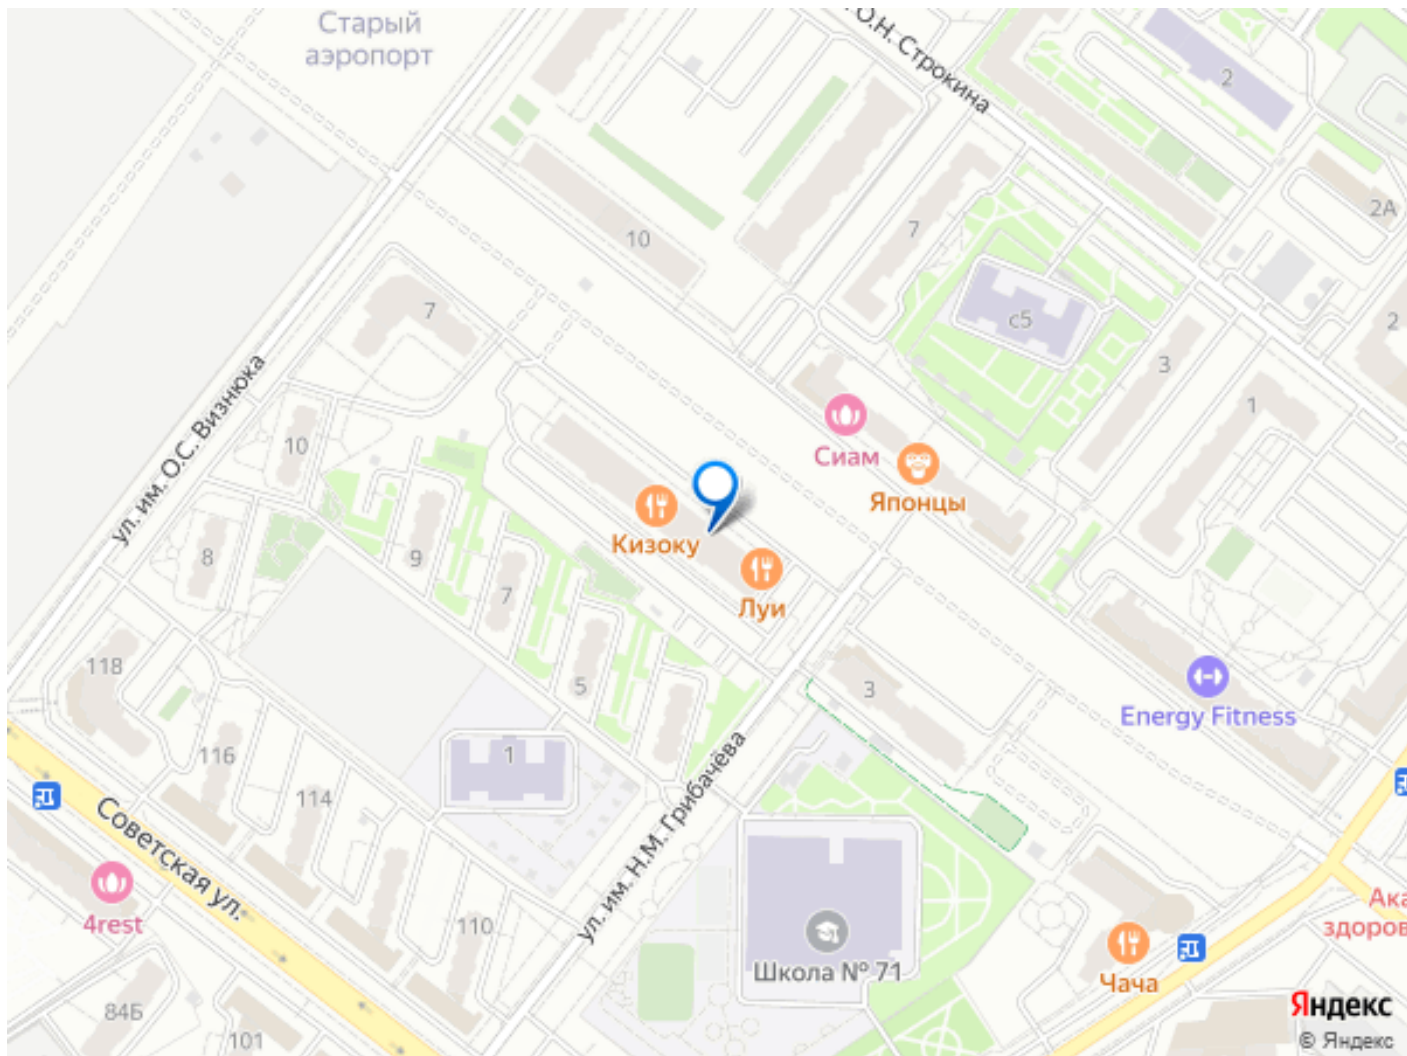 Старый
аэропорт
О.Н. Строкина
2
2А
10
7
с5
2
7
3
1
ул. им. О.С. Визнюка
Сиам
10
Японцы
Кизоку
8
9
7
Луи
118
5
3
Energy Fitness
116
1
114
ул. им. Н.М. Грибачёва
Советская ул.
4rest
110
Школа № 71
Ака
здоров
Чача
84Б
101
Яндекс
© Яндекс